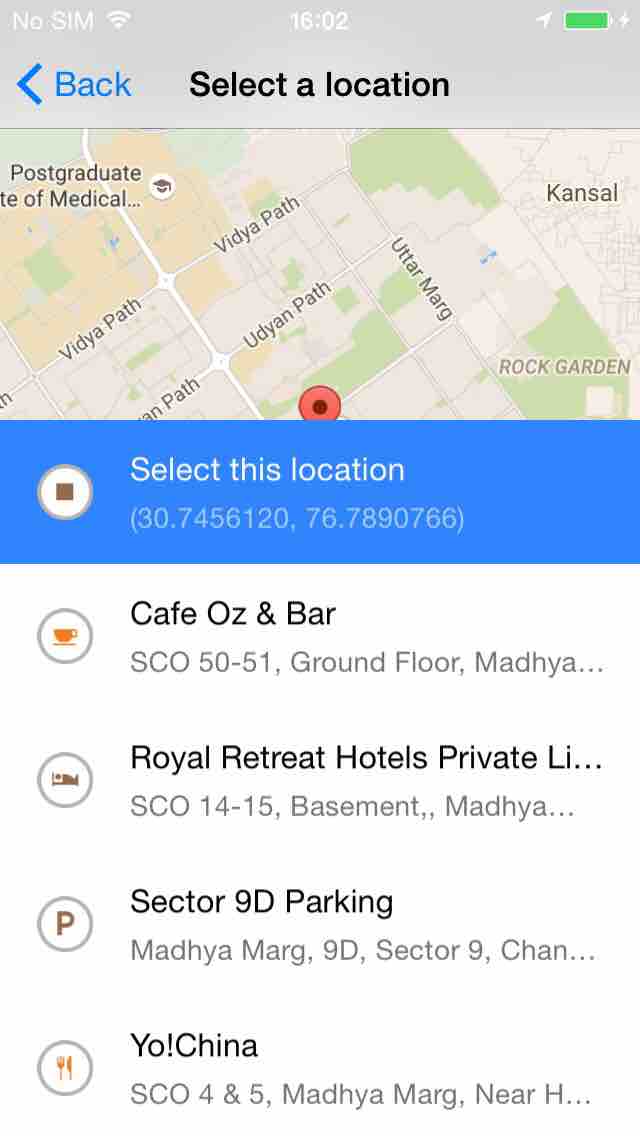 No SIM 16:02
Back Select a location
Postgraduate
te of Medical...
Kansal
Vidya Path
Uttar Marg
Vidya Path
Udyan Path
ROCK GARDEN
an Path
Select this location
(30.7456120, 76.7890766)
Cafe Oz & Bar
SCO 50-51, Ground Floor, Madhya...
Royal Retreat Hotels Private Li...
SCO 14-15, Basement,, Madhya...
P
Sector 9D Parking
Madhya Marg, 9D, Sector 9, Chan...
Yo!China
SCO 4 & 5, Madhya Marg, Near H...